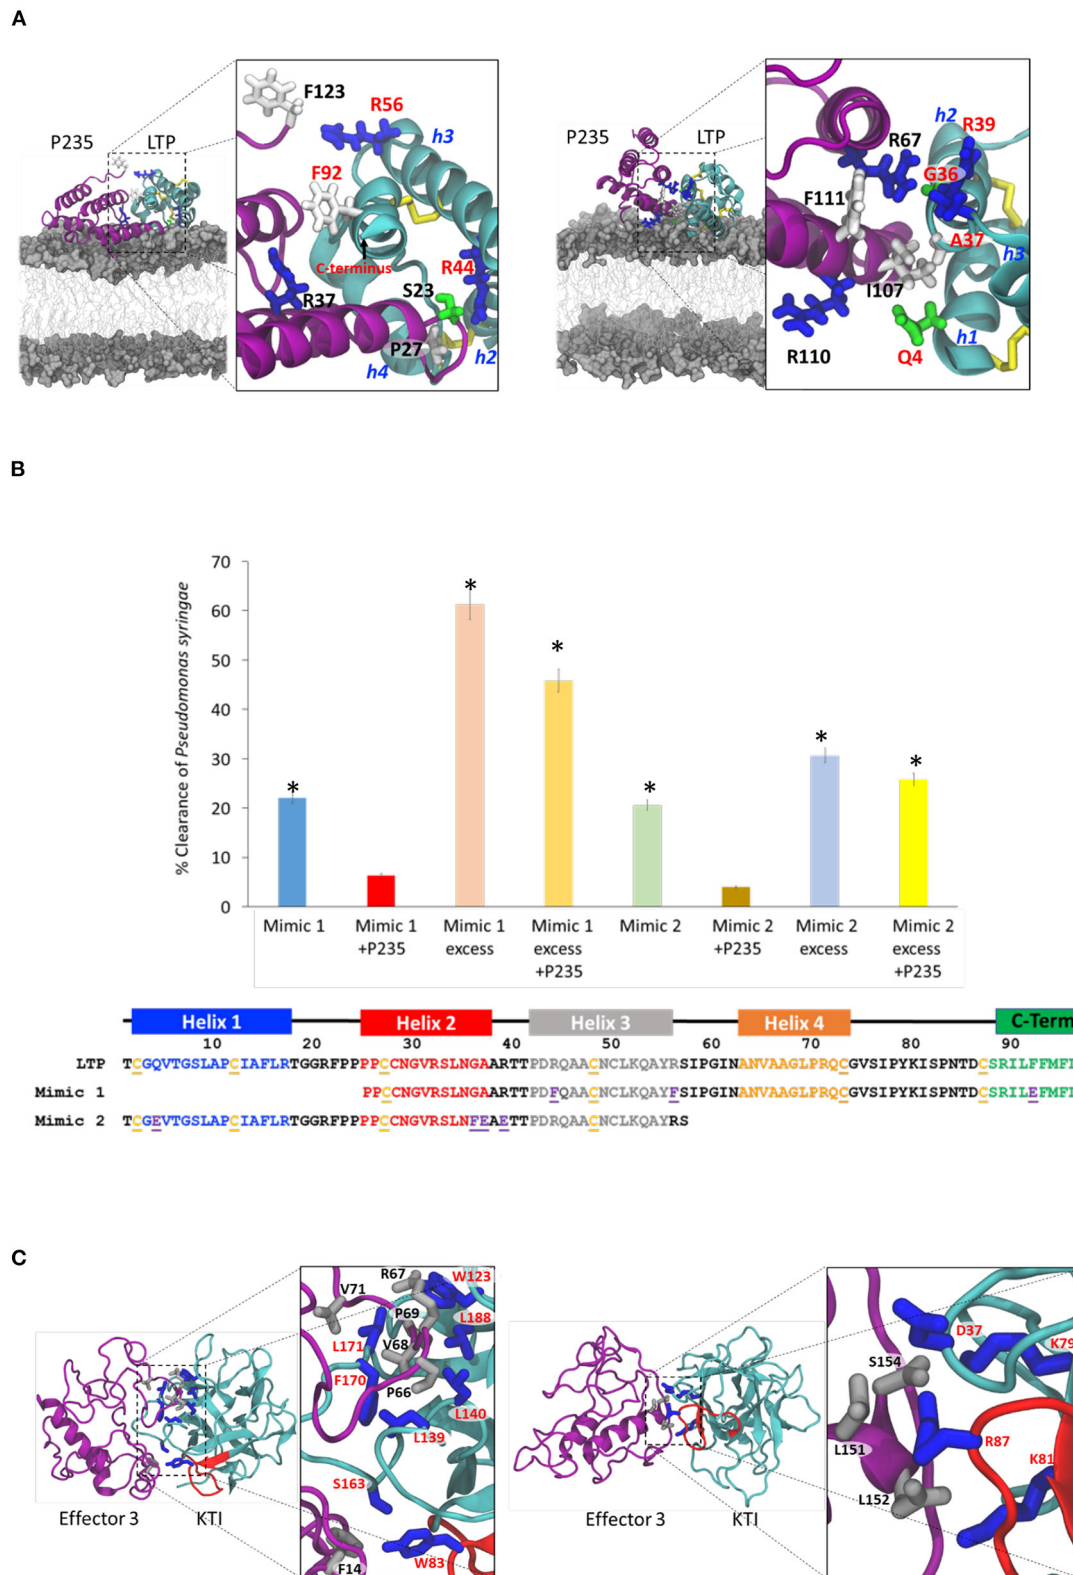 A
P235 LTP
F123
R56
h3
F92
C-terminus
R44
R37
S23
P27
h4
h2
P235 LTP
h2
R67
R39
G36
F111
A37
h3
I107
R110
Q4
h1
B
% Clearance of Pseudomonas syringae
70
60
50
40
30
20
10
0
* * * * * *
Mimic 1
Mimic 1 +P235
Mimic 1 excess
Mimic 1 excess +P235
Mimic 2
Mimic 2 +P235
Mimic 2 excess
Mimic 2 excess +P235
Helix 1 Helix 2 Helix 3 Helix 4 C-Term
10 20 30 40 50 60 70 80 90
LTP TCGQVTGSLAPCIAFLRTGGRFPPPPCCNGVRSLNGAARTTPDRQAACNCLKQAYRSIPGINANVAAGLPRQCGVSIPYKISPNTDCSRILFFMFI
Mimic 1 PPCCNGVRSLNGAARTTPDFQAACNCLKQAYFSIPGINANVAAGLPRQCGVSIPYKISPNTDCSRILEFMFI
Mimic 2 TCGEVTGSLAPCIAFLRTGGRFPPPPCCNGVRSLNFEAETTPDRQAACNCLKQAYRS
C
Effector 3 KTI
R67
W123
V71
P69
L188
L171
V68
F170
P66
L140
L139
S163
F14
W83
Effector 3 KTI
D37
K79
S154
L151
R87
L152
K81